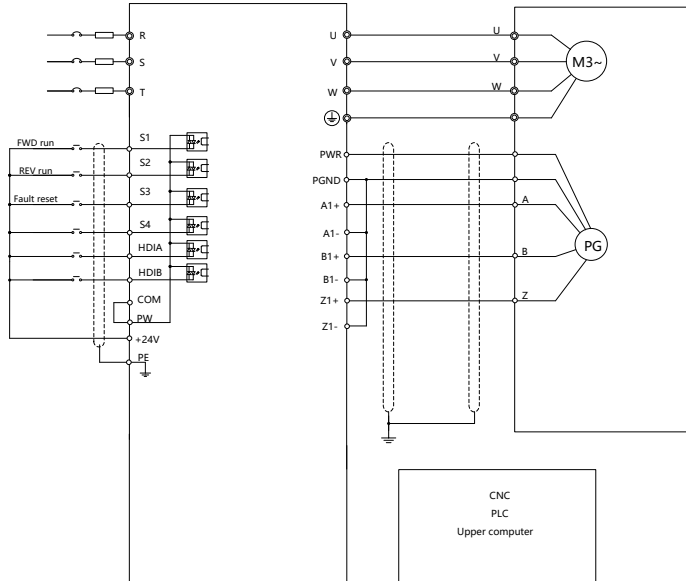 R
S
T
U
V
W
U
V
W
M3~
FWD run
S1
REV run
S2
Fault reset
S3
S4
HDIA
HDIB
COM
PW
+24V
PE
PWR
PGND
A1+
A1-
B1+
B1-
Z1+
Z1-
A
B
Z
PG
CNC
PLC
Upper computer